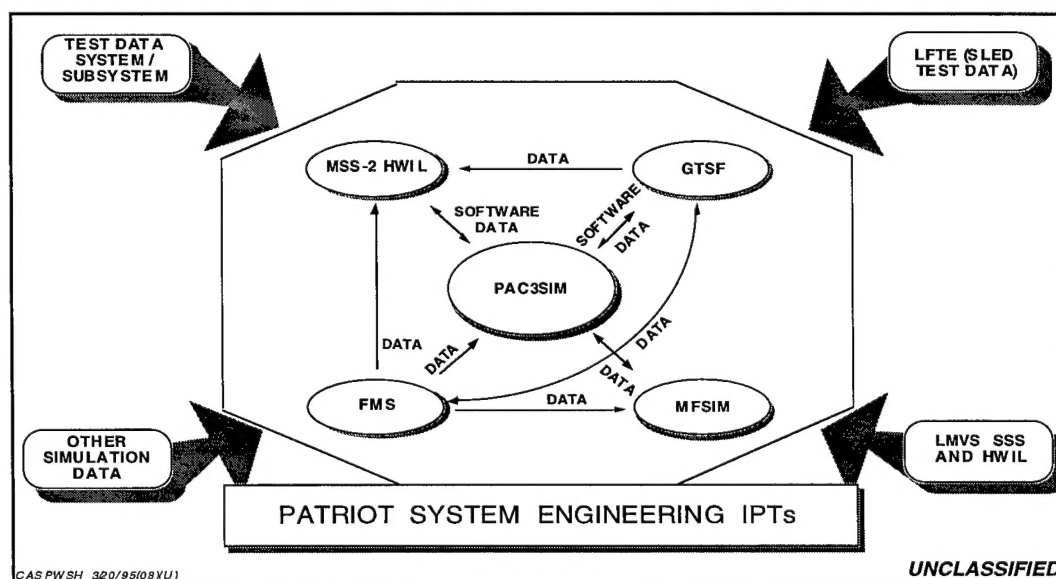 TEST DATA
SYSTEM /
SUBSYSTEM
LFTE (SLED
TEST DATA)
MSS-2 HWIL
DATA
GTSF
SOFTWARE
DATA
SOFTWARE
DATA
PAC3SIM
DATA
DATA
DATA
DATA
FMS
DATA
MFSIM
OTHER
SIMULATION
DATA
LMVS SSS
AND HWIL
PATRIOT SYSTEM ENGINEERING IPTs
UNCLASSIFIED